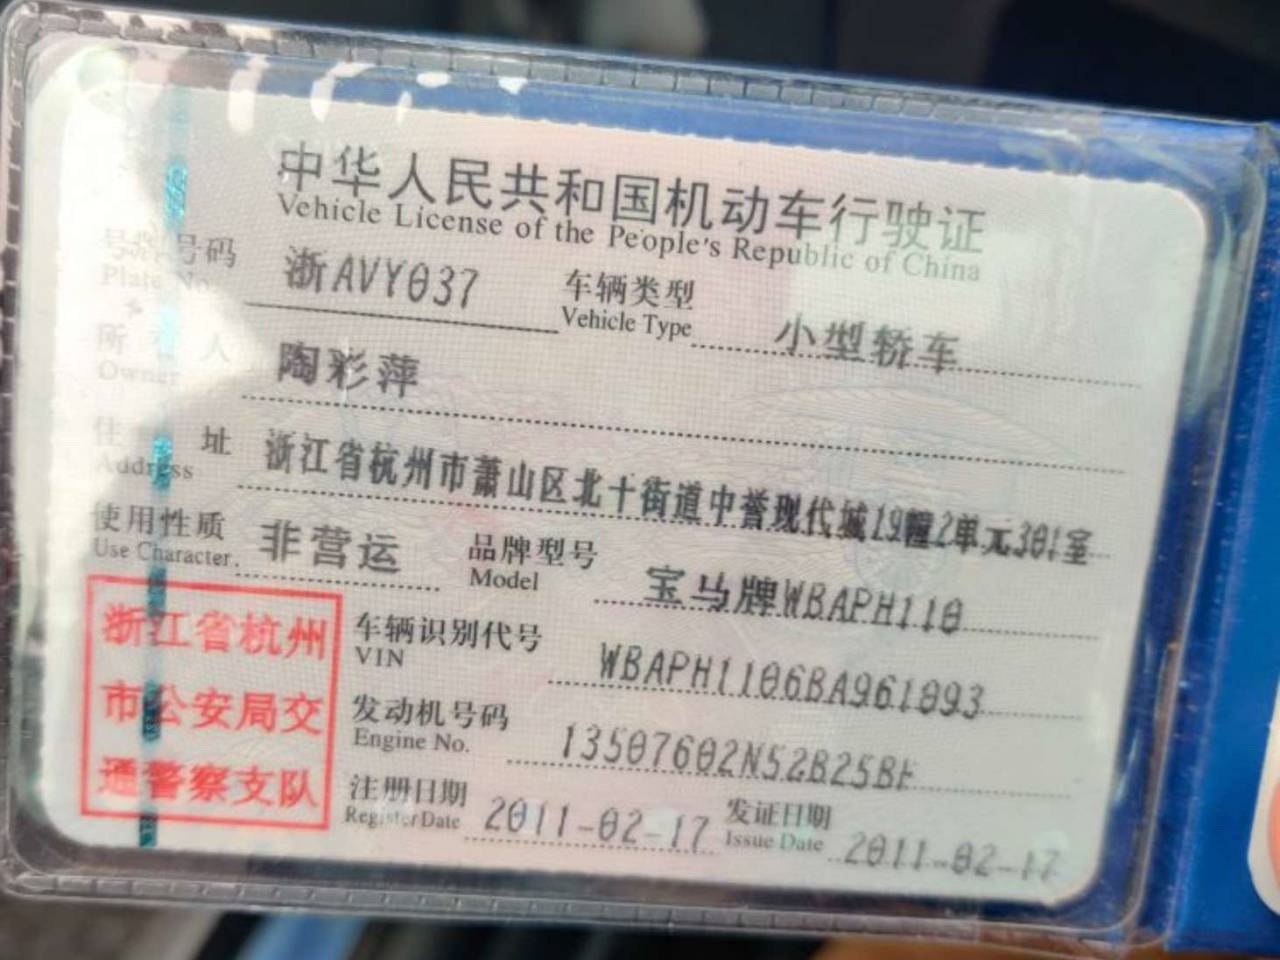 中华人民共和国机动车行驶证
Vehicle License of the People's Republic of China
号牌号码 浙AVY037 车辆类型 小型轿车
Plate No. Vehicle Type
所有人 陶彩萍
Owner
住址 浙江省杭州市萧山区北干街道中誉现代城19幢2单元301室
Address
使用性质 非营运 品牌型号 宝马牌WBAPH110
Use Character Model
浙江省杭州
市公安局交
通警察支队
车辆识别代号 WBAPH1106BA961093
VIN
发动机号码 13507602N52B25BF
Engine No.
注册日期 2011-02-17 发证日期 2011-02-17
Register Date Issue Date